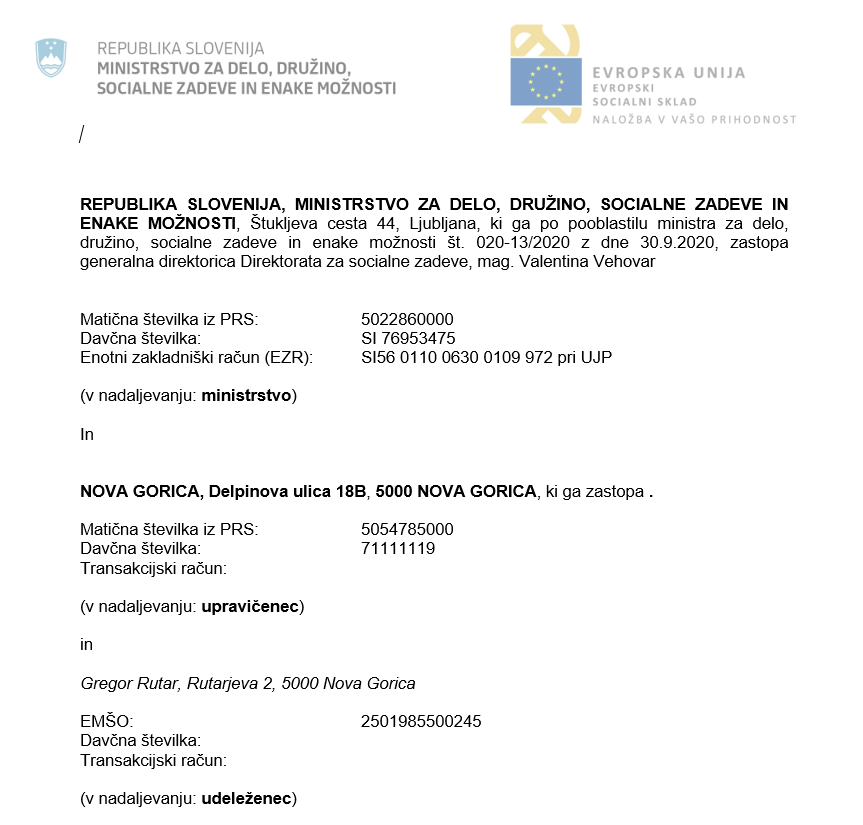 REPUBLIKA SLOVENIJA
MINISTRSTVO ZA DELO, DRUŽINO,
SOCIALNE ZADEVE IN ENAKE MOŽNOSTI
EVROPSKA UNIJA
EVROPSKI
SOCIALNI SKLAD
NALOŽBA V VAŠO PRIHODNOST
/
REPUBLIKA SLOVENIJA, MINISTRSTVO ZA DELO, DRUŽINO, SOCIALNE ZADEVE IN
ENAKE MOŽNOSTI, Štukljeva cesta 44, Ljubljana, ki ga po pooblastilu ministra za delo,
družino, socialne zadeve in enake možnosti št. 020-13/2020 z dne 30.9.2020, zastopa
generalna direktorica Direktorata za socialne zadeve, mag. Valentina Vehovar
Matična številka iz PRS: 5022860000
Davčna številka: SI 76953475
Enotni zakladniški račun (EZR): SI56 0110 0630 0109 972 pri UJP
(v nadaljevanju: ministrstvo)
In
NOVA GORICA, Delpinova ulica 18B, 5000 NOVA GORICA, ki ga zastopa .
Matična številka iz PRS: 5054785000
Davčna številka: 71111119
Transakcijski račun:
(v nadaljevanju: upravičenec)
in
Gregor Rutar, Rutarjeva 2, 5000 Nova Gorica
EMŠO: 2501985500245
Davčna številka:
Transakcijski račun:
(v nadaljevanju: udeleženec)